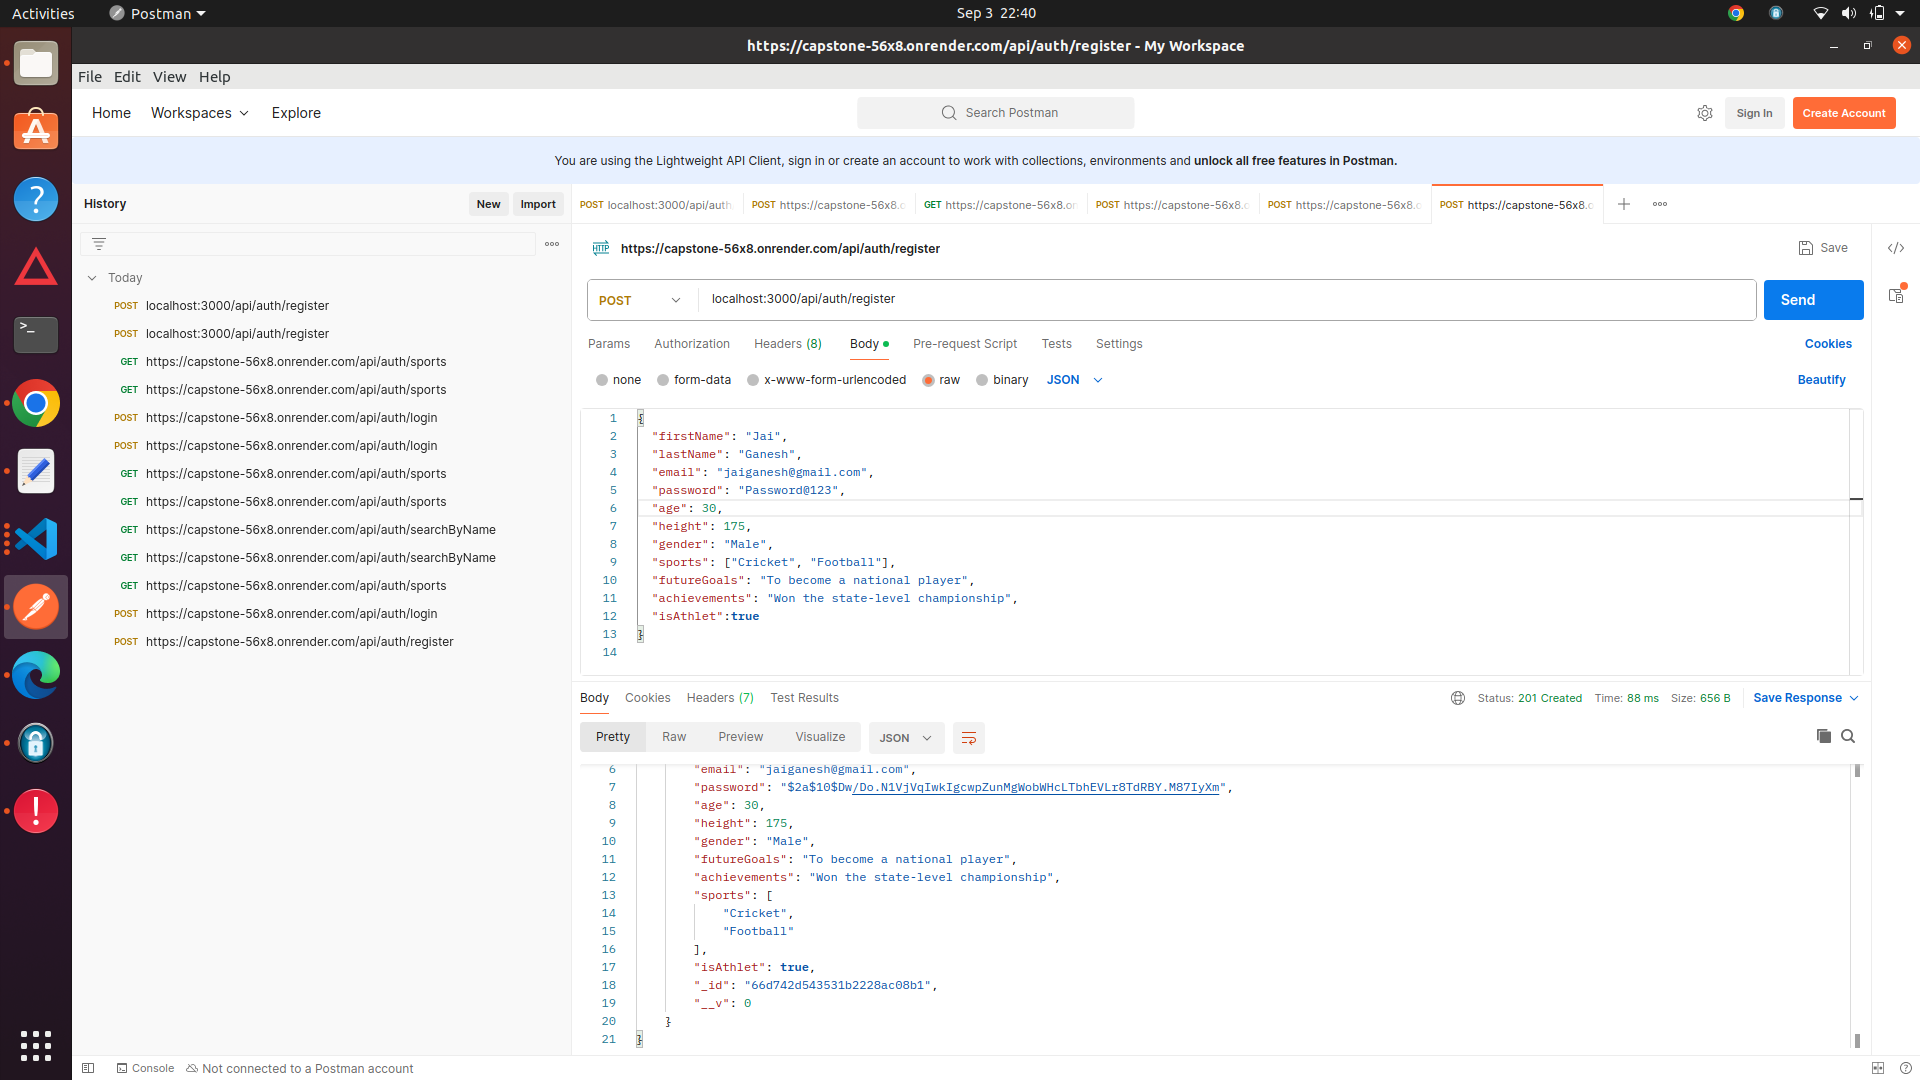 Activities
Postman
Sep 3 22:40
https://capstone-56x8.onrender.com/api/auth/register - My Workspace
File Edit View Help
Home Workspaces Explore
Search Postman
Sign In
Create Account
You are using the Lightweight API Client, sign in or create an account to work with collections, environments and unlock all free features in Postman.
History
New
Import
POST localhost:3000/api/auth
POST https://capstone-56x8.o
GET https://capstone-56x8.on
POST https://capstone-56x8.o
POST https://capstone-56x8.o
POST https://capstone-56x8.o
Today
POST localhost:3000/api/auth/register
POST localhost:3000/api/auth/register
GET https://capstone-56x8.onrender.com/api/auth/sports
GET https://capstone-56x8.onrender.com/api/auth/sports
POST https://capstone-56x8.onrender.com/api/auth/login
POST https://capstone-56x8.onrender.com/api/auth/login
GET https://capstone-56x8.onrender.com/api/auth/sports
GET https://capstone-56x8.onrender.com/api/auth/sports
GET https://capstone-56x8.onrender.com/api/auth/searchByName
GET https://capstone-56x8.onrender.com/api/auth/searchByName
GET https://capstone-56x8.onrender.com/api/auth/sports
POST https://capstone-56x8.onrender.com/api/auth/login
POST https://capstone-56x8.onrender.com/api/auth/register
HTTP https://capstone-56x8.onrender.com/api/auth/register
Save
POST localhost:3000/api/auth/register
Send
Params Authorization Headers (8) Body Pre-request Script Tests Settings
Cookies
none form-data x-www-form-urlencoded raw binary JSON
Beautify
1 {
2 "firstName": "Jai",
3 "lastName": "Ganesh",
4 "email": "jaiganesh@gmail.com",
5 "password": "Password@123",
6 "age": 30,
7 "height": 175,
8 "gender": "Male",
9 "sports": ["Cricket", "Football"],
10 "futureGoals": "To become a national player",
11 "achievements": "Won the state-level championship",
12 "isAthlet":true
13 }
14
Body Cookies Headers (7) Test Results
Status: 201 Created Time: 88 ms Size: 656 B
Save Response
Pretty Raw Preview Visualize JSON
6 "email": "jaiganesh@gmail.com",
7 "password": "$2a$10$Dw/Do.N1VjVqIwkIgcwpZunMgWobWHcLTbhEVLr8TdRBY.M87IyXm",
8 "age": 30,
9 "height": 175,
10 "gender": "Male",
11 "futureGoals": "To become a national player",
12 "achievements": "Won the state-level championship",
13 "sports": [
14 "Cricket",
15 "Football"
16 ],
17 "isAthlet": true,
18 "_id": "66d742d543531b2228ac08b1",
19 "__v": 0
20 }
21 }
Console
Not connected to a Postman account